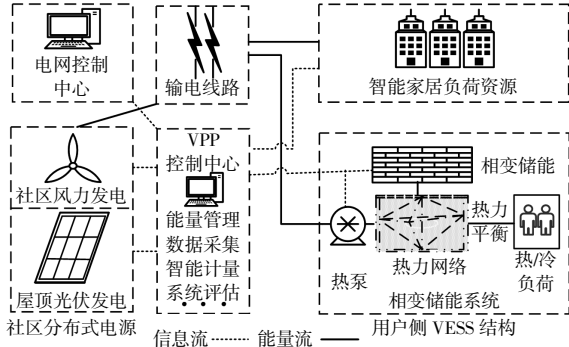 电网控制
中心
输电线路
智能家居负荷资源
VPP
控制中心
能量管理
数据采集
智能计量
系统评估
• • •
社区风力发电
屋顶光伏发电
社区分布式电源
相变储能
热力
平衡
热泵
热力网络
热/冷
负荷
相变储能系统
信息流
能量流
用户侧 VESS 结构